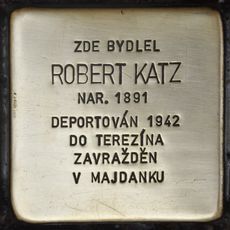 ZDE BYDLEL
ROBERT KATZ
NAR. 1891
DEPORTOVÁN 1942
DO TEREZÍNA
ZAVRAŽDĚN
V MAJDANKU